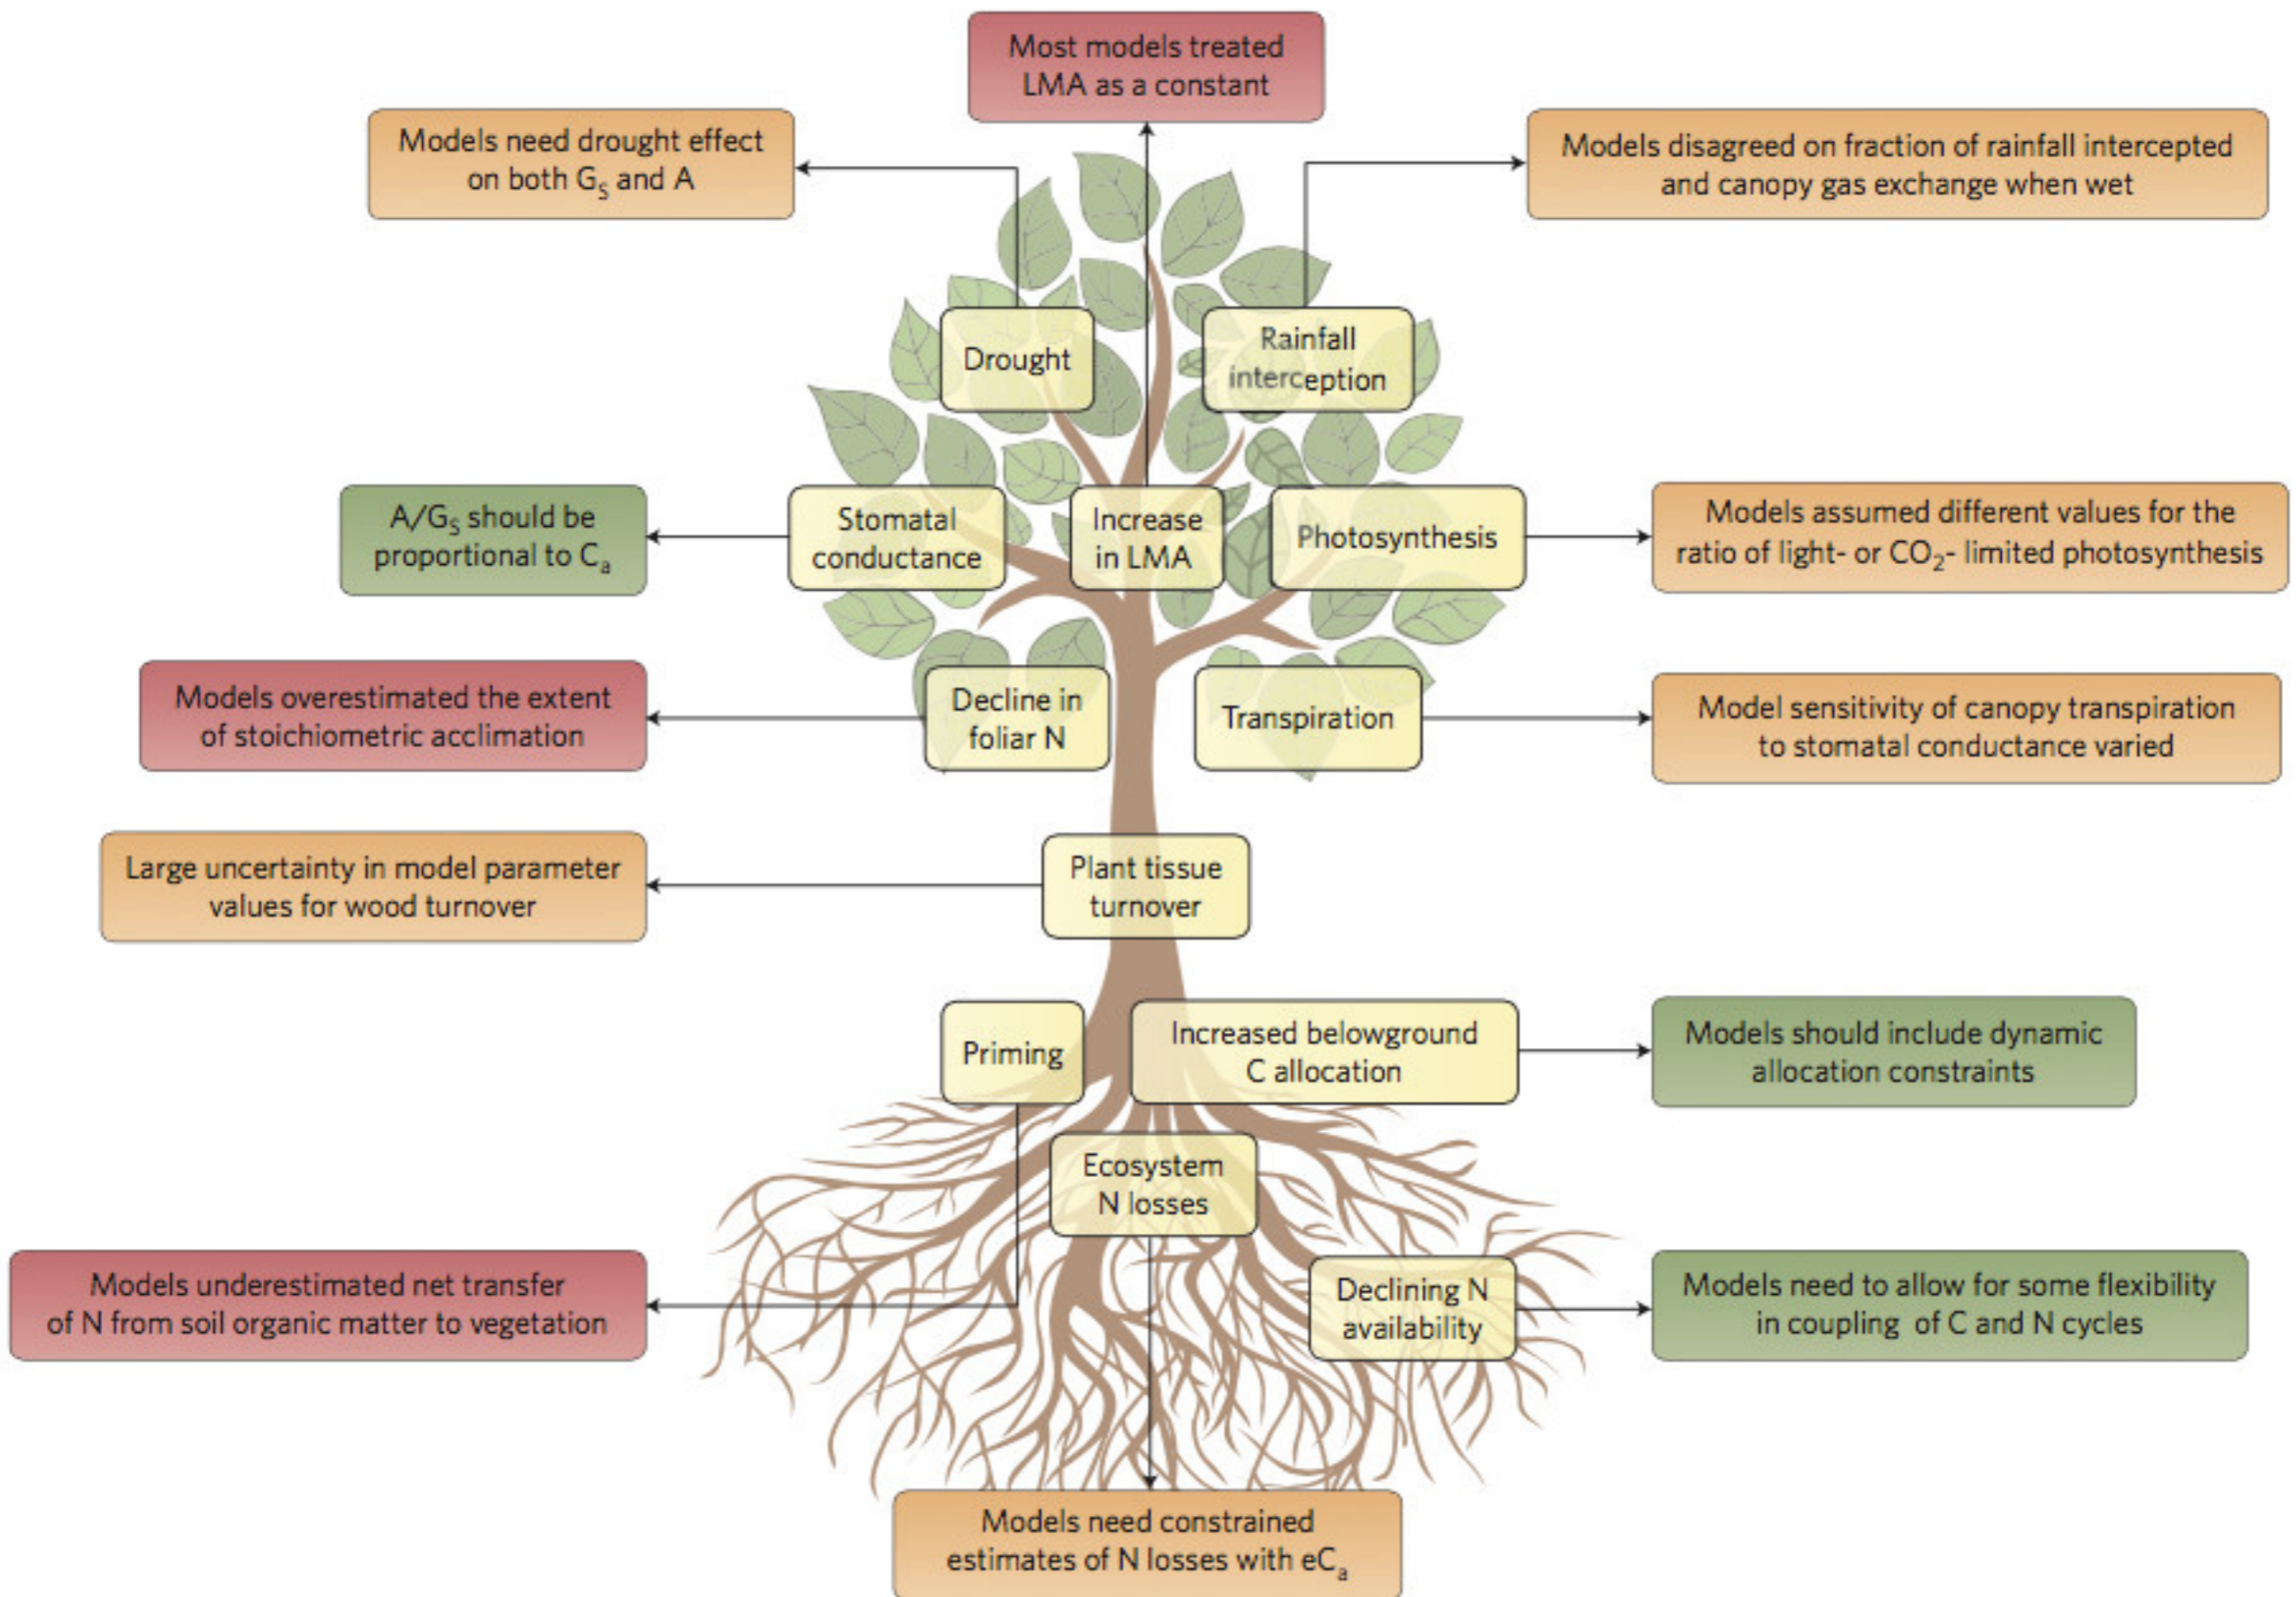 Most models treated
LMA as a constant
Models need drought effect
on both G_S and A
Models disagreed on fraction of rainfall intercepted
and canopy gas exchange when wet
Drought
Rainfall
interception
A/G_S should be
proportional to C_a
Stomatal
conductance
Increase
in LMA
Photosynthesis
Models assumed different values for the
ratio of light- or CO₂- limited photosynthesis
Models overestimated the extent
of stoichiometric acclimation
Decline in
foliar N
Transpiration
Model sensitivity of canopy transpiration
to stomatal conductance varied
Large uncertainty in model parameter
values for wood turnover
Plant tissue
turnover
Priming
Increased belowground
C allocation
Models should include dynamic
allocation constraints
Ecosystem
N losses
Models underestimated net transfer
of N from soil organic matter to vegetation
Declining N
availability
Models need to allow for some flexibility
in coupling of C and N cycles
Models need constrained
estimates of N losses with eC_a